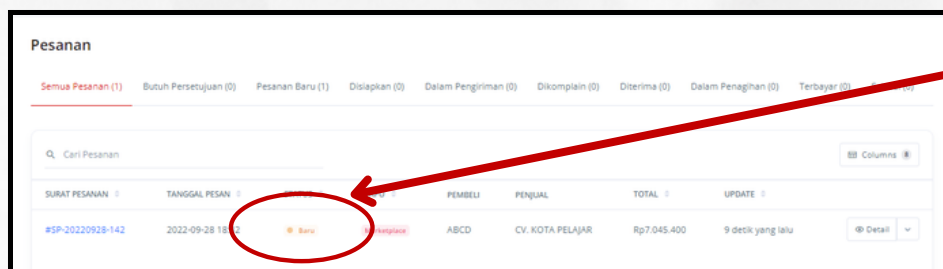 Pesanan
Semua Pesanan (1) Butuh Persetujuan (0) Pesanan Baru (1) Disiapkan (0) Dalam Pengiriman (0) Dikomplain (0) Diterima (0) Dalam Penagihan (0) Terbayar (0)
Cari Pesanan Columns 8
SURAT PESANAN TANGGAL PESAN STATUS PEMBELI PENJUAL TOTAL UPDATE
#SP-20220928-142 2022-09-28 Baru Marketplace ABCD CV. KOTA PELAJAR Rp7.045.400 9 detik yang lalu Detail